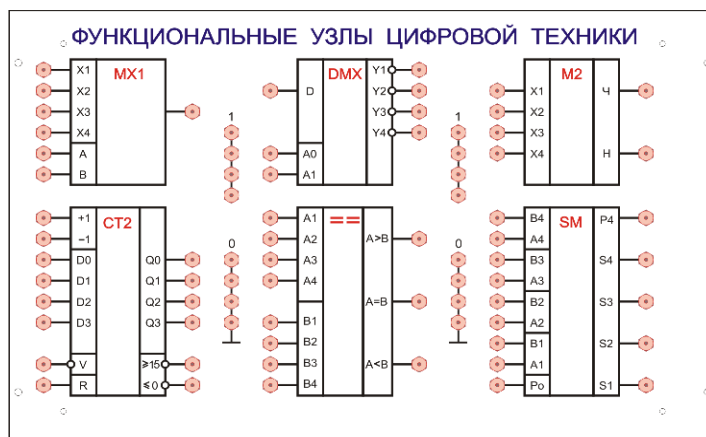 ФУНКЦИОНАЛЬНЫЕ УЗЛЫ ЦИФРОВОЙ ТЕХНИКИ
X1
X2
X3
X4
A
B
MX1
1
D
A0
A1
DMX
Y1
Y2
Y3
Y4
1
X1
X2
X3
X4
M2
Ч
Н
+1
−1
D0
D1
D2
D3
V
R
CT2
Q0
Q1
Q2
Q3
≥15
≤0
0
A1
A2
A3
A4
B1
B2
B3
B4
==
A>B
A=B
A<B
0
B4
A4
B3
A3
B2
A2
B1
A1
Po
SM
P4
S4
S3
S2
S1